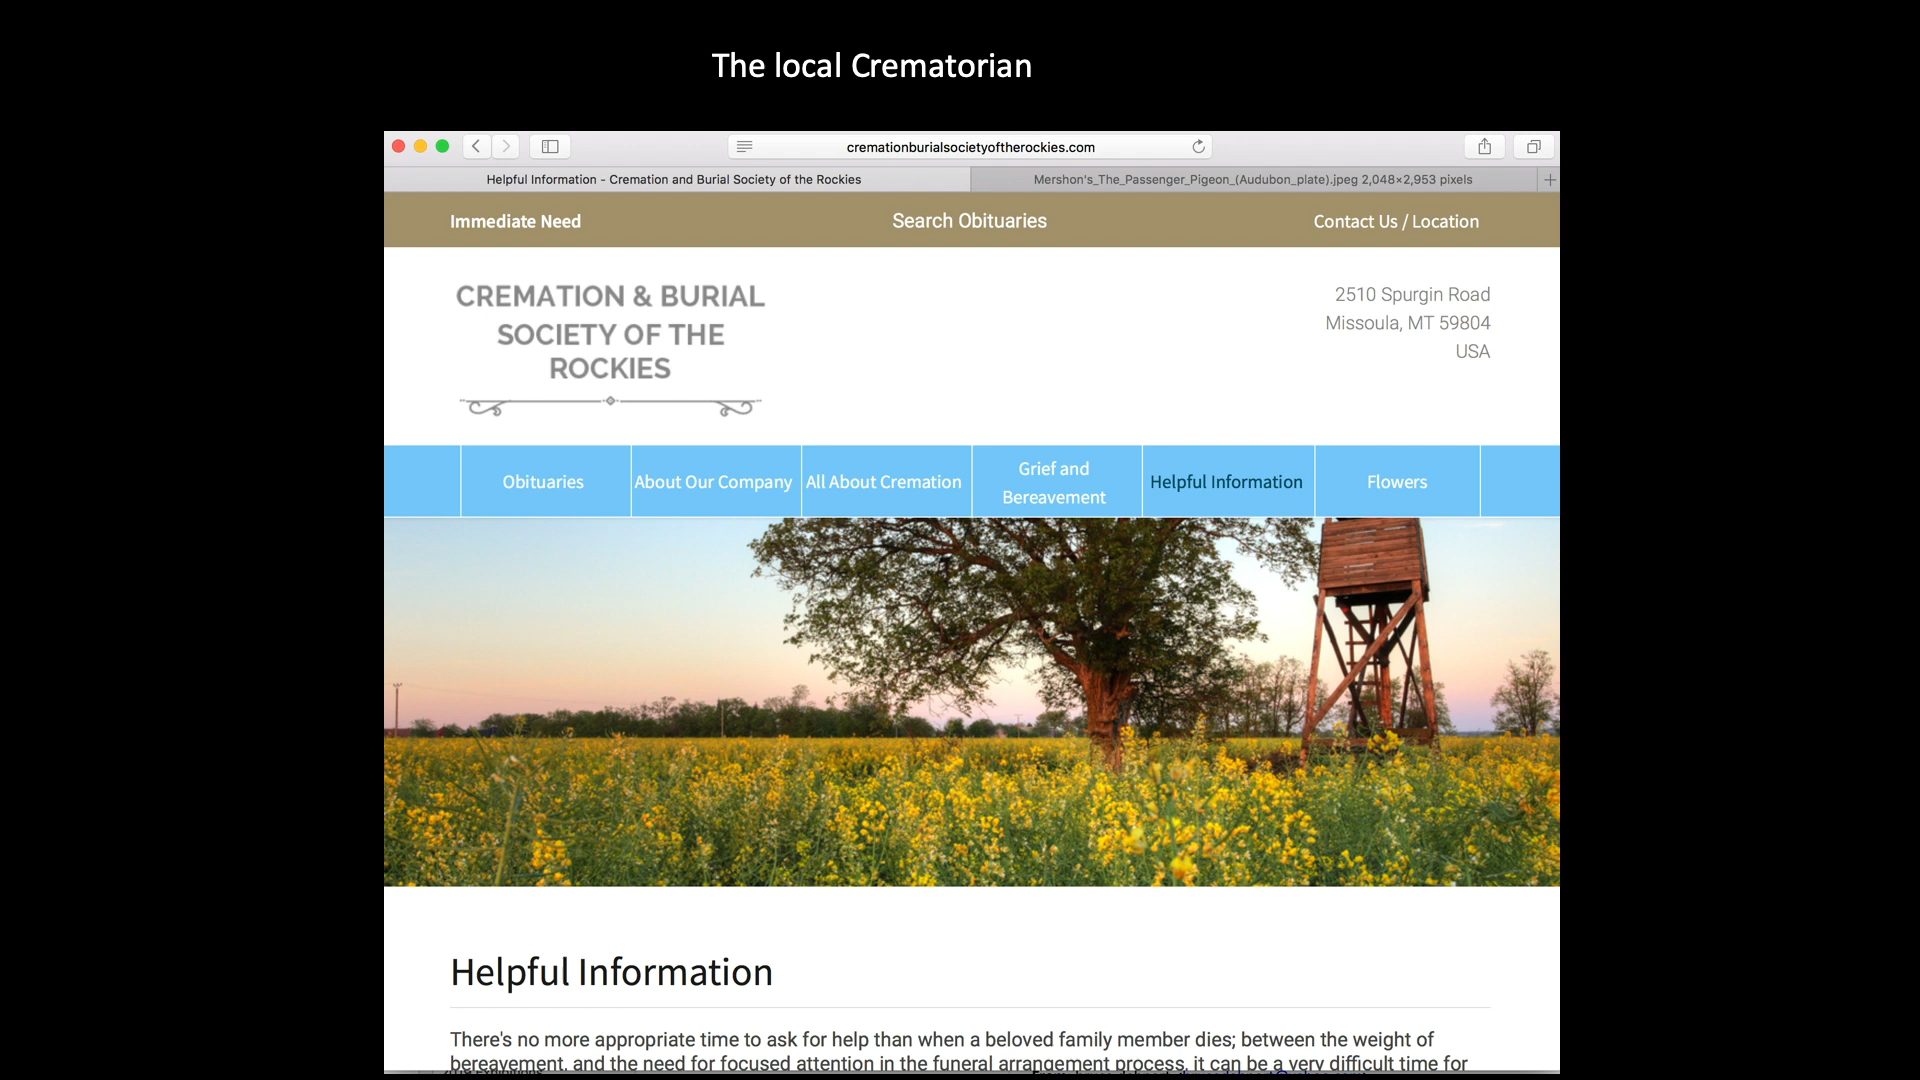 The local Crematorian
cremationburialsocietyoftherockies.com
Helpful Information - Cremation and Burial Society of the Rockies
Mershon's_The_Passenger_Pigeon_(Audubon_plate).jpeg 2,048×2,953 pixels
Immediate Need
Search Obituaries
Contact Us / Location
CREMATION & BURIAL
SOCIETY OF THE
ROCKIES
2510 Spurgin Road
Missoula, MT 59804
USA
Obituaries
About Our Company
All About Cremation
Grief and
Bereavement
Helpful Information
Flowers
Helpful Information
There's no more appropriate time to ask for help than when a beloved family member dies; between the weight of
bereavement, and the need for focused attention in the funeral arrangement process, it can be a very difficult time for